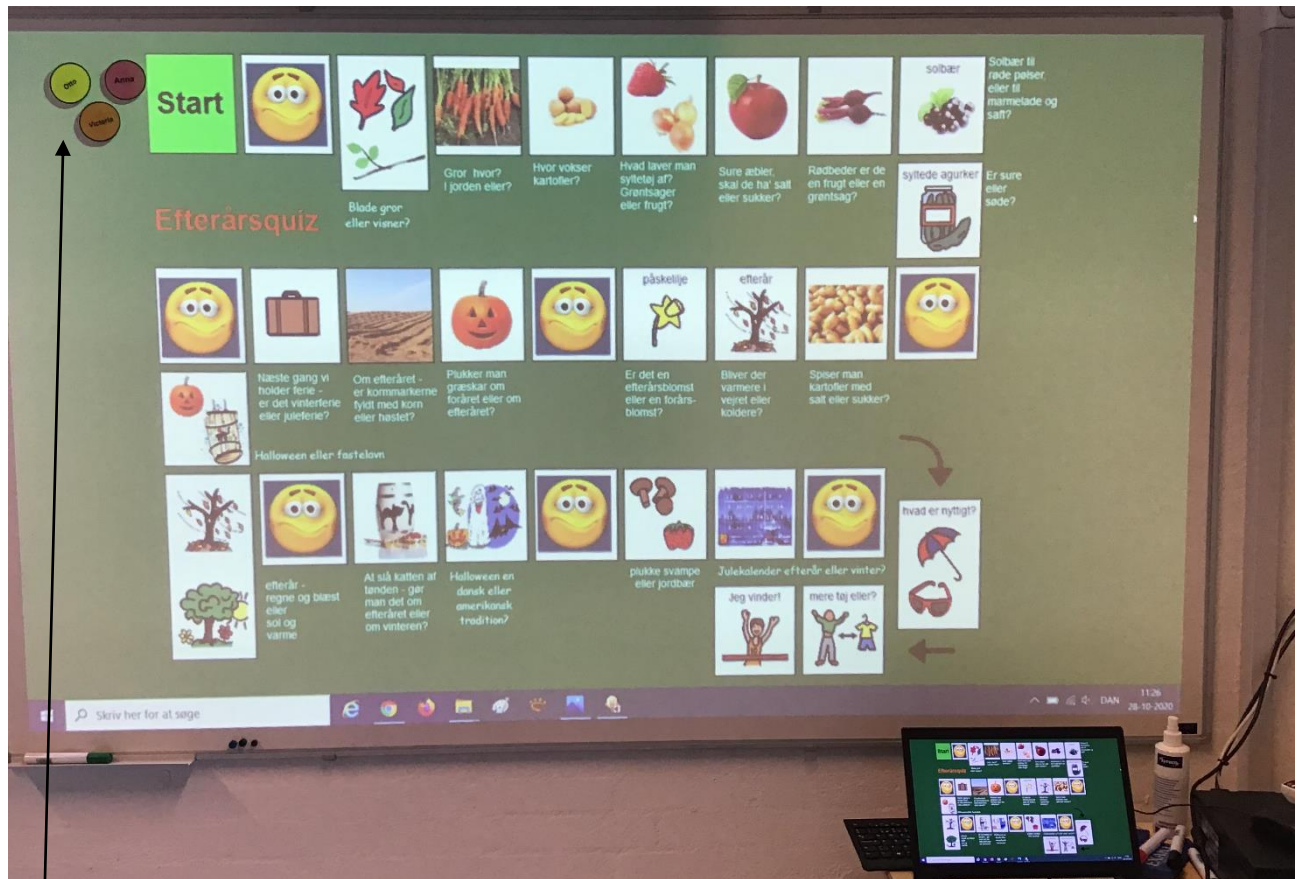 Otto
Anna
Victoria
Start
solbær
Solbær til
røde pølser,
eller til
marmelade og
saft?
Blade gror
eller visner?
Gror hvor?
I jorden eller?
Hvor vokser
kartofler?
Hvad laver man
syltetøj af?
Grøntsager
eller frugt?
Sure æbler,
skal de ha' salt
eller sukker?
Rødbeder er de
en frugt eller en
grøntsag?
syltede agurker
Er sure
eller
søde?
Efterårsquiz
påskelilje
efterår
Næste gang vi
holder ferie -
er det vinterferie
eller juleferie?
Om efteråret -
er kornmarkerne
fyldt med korn
eller høstet?
Plukker man
græskar om
foråret eller om
efteråret?
Er det en
efterårsblomst
eller en forårs-
blomst?
Bliver der
varmere i
vejret eller
koldere?
Spiser man
kartofler med
salt eller sukker?
Halloween eller fastelavn
hvad er nyttigt?
efterår -
regne og blæst
eller
sol og
varme
At slå katten af
tønden - gør
man det om
efteråret eller
om vinteren?
Halloween en
dansk eller
amerikansk
tradition?
plukke svampe
eller jordbær
Julekalender efterår eller vinter?
Jeg vinder!
mere tøj eller?
Skriv her for at søge
DAN
11:26
28-10-2020